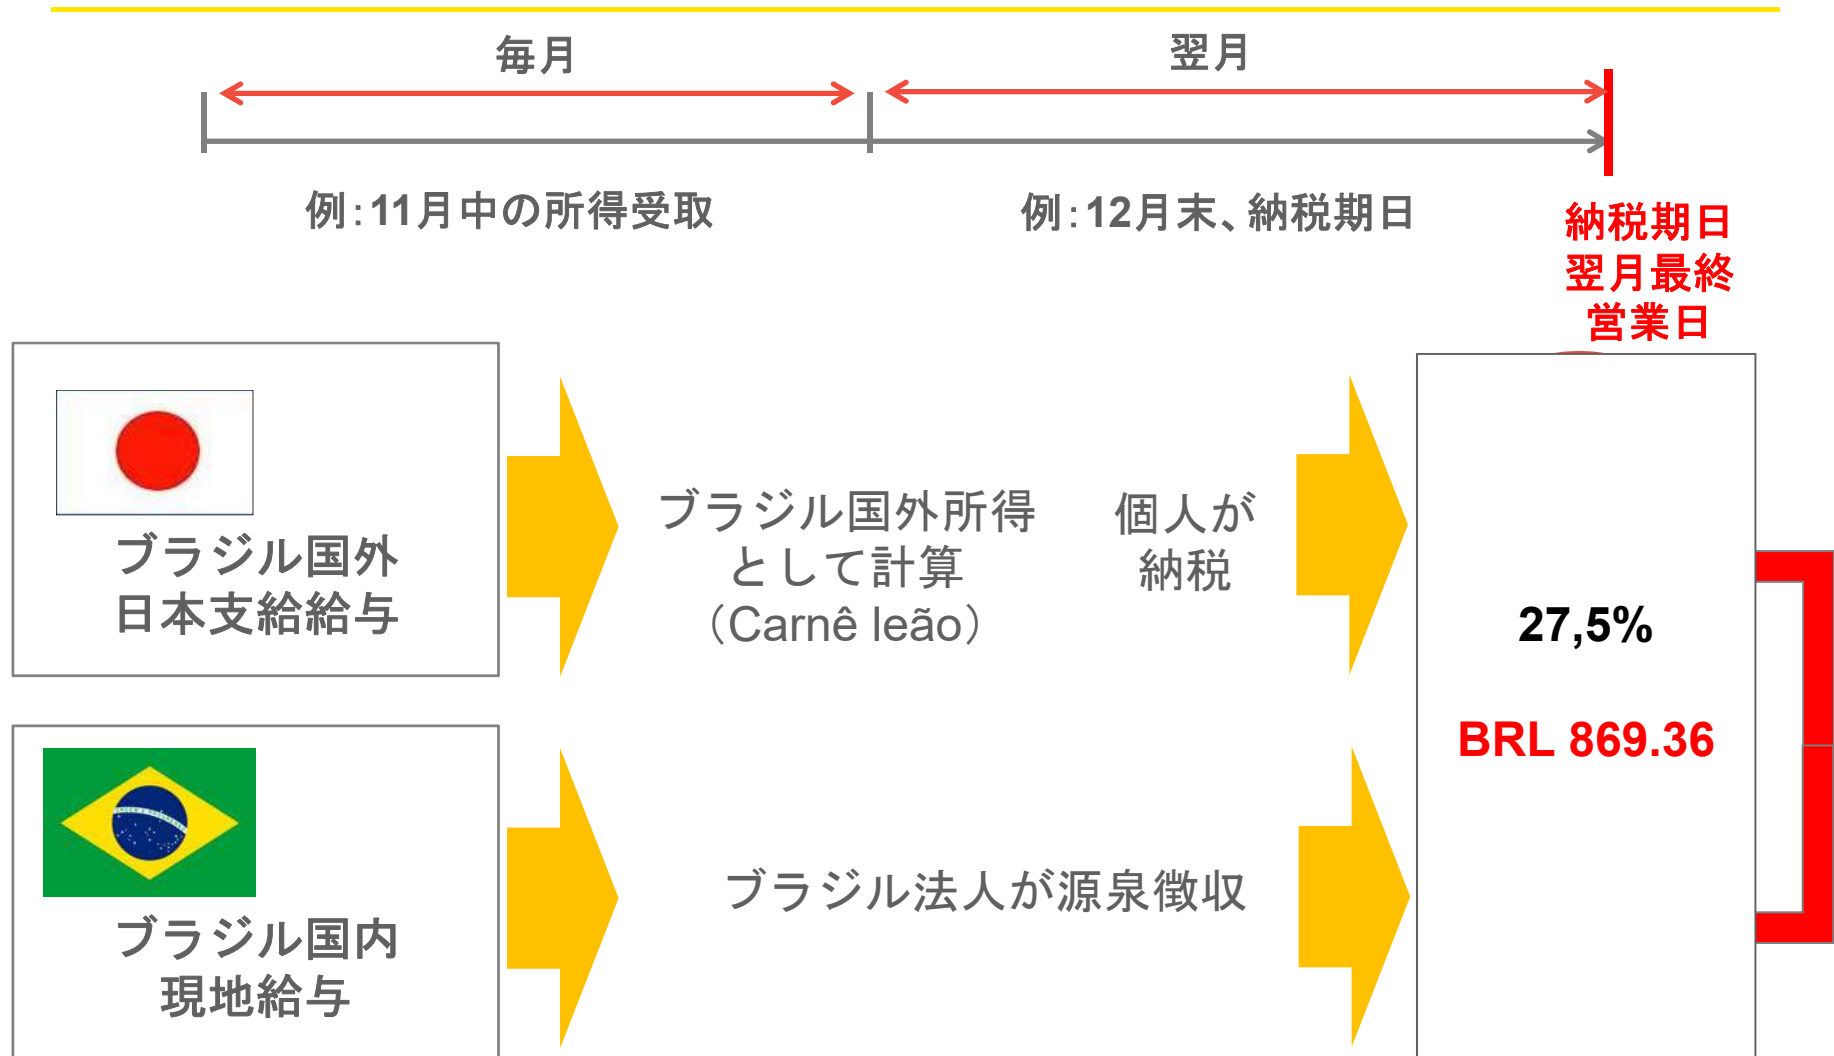 毎月
翌月
例：11月中の所得受取
例：12月末、納税期日
納税期日
翌月最終
営業日
ブラジル国外
日本支給給与
ブラジル国外所得
として計算
（Carnê leão）
個人が
納税
27,5%
BRL 869.36
ブラジル国内
現地給与
ブラジル法人が源泉徴収